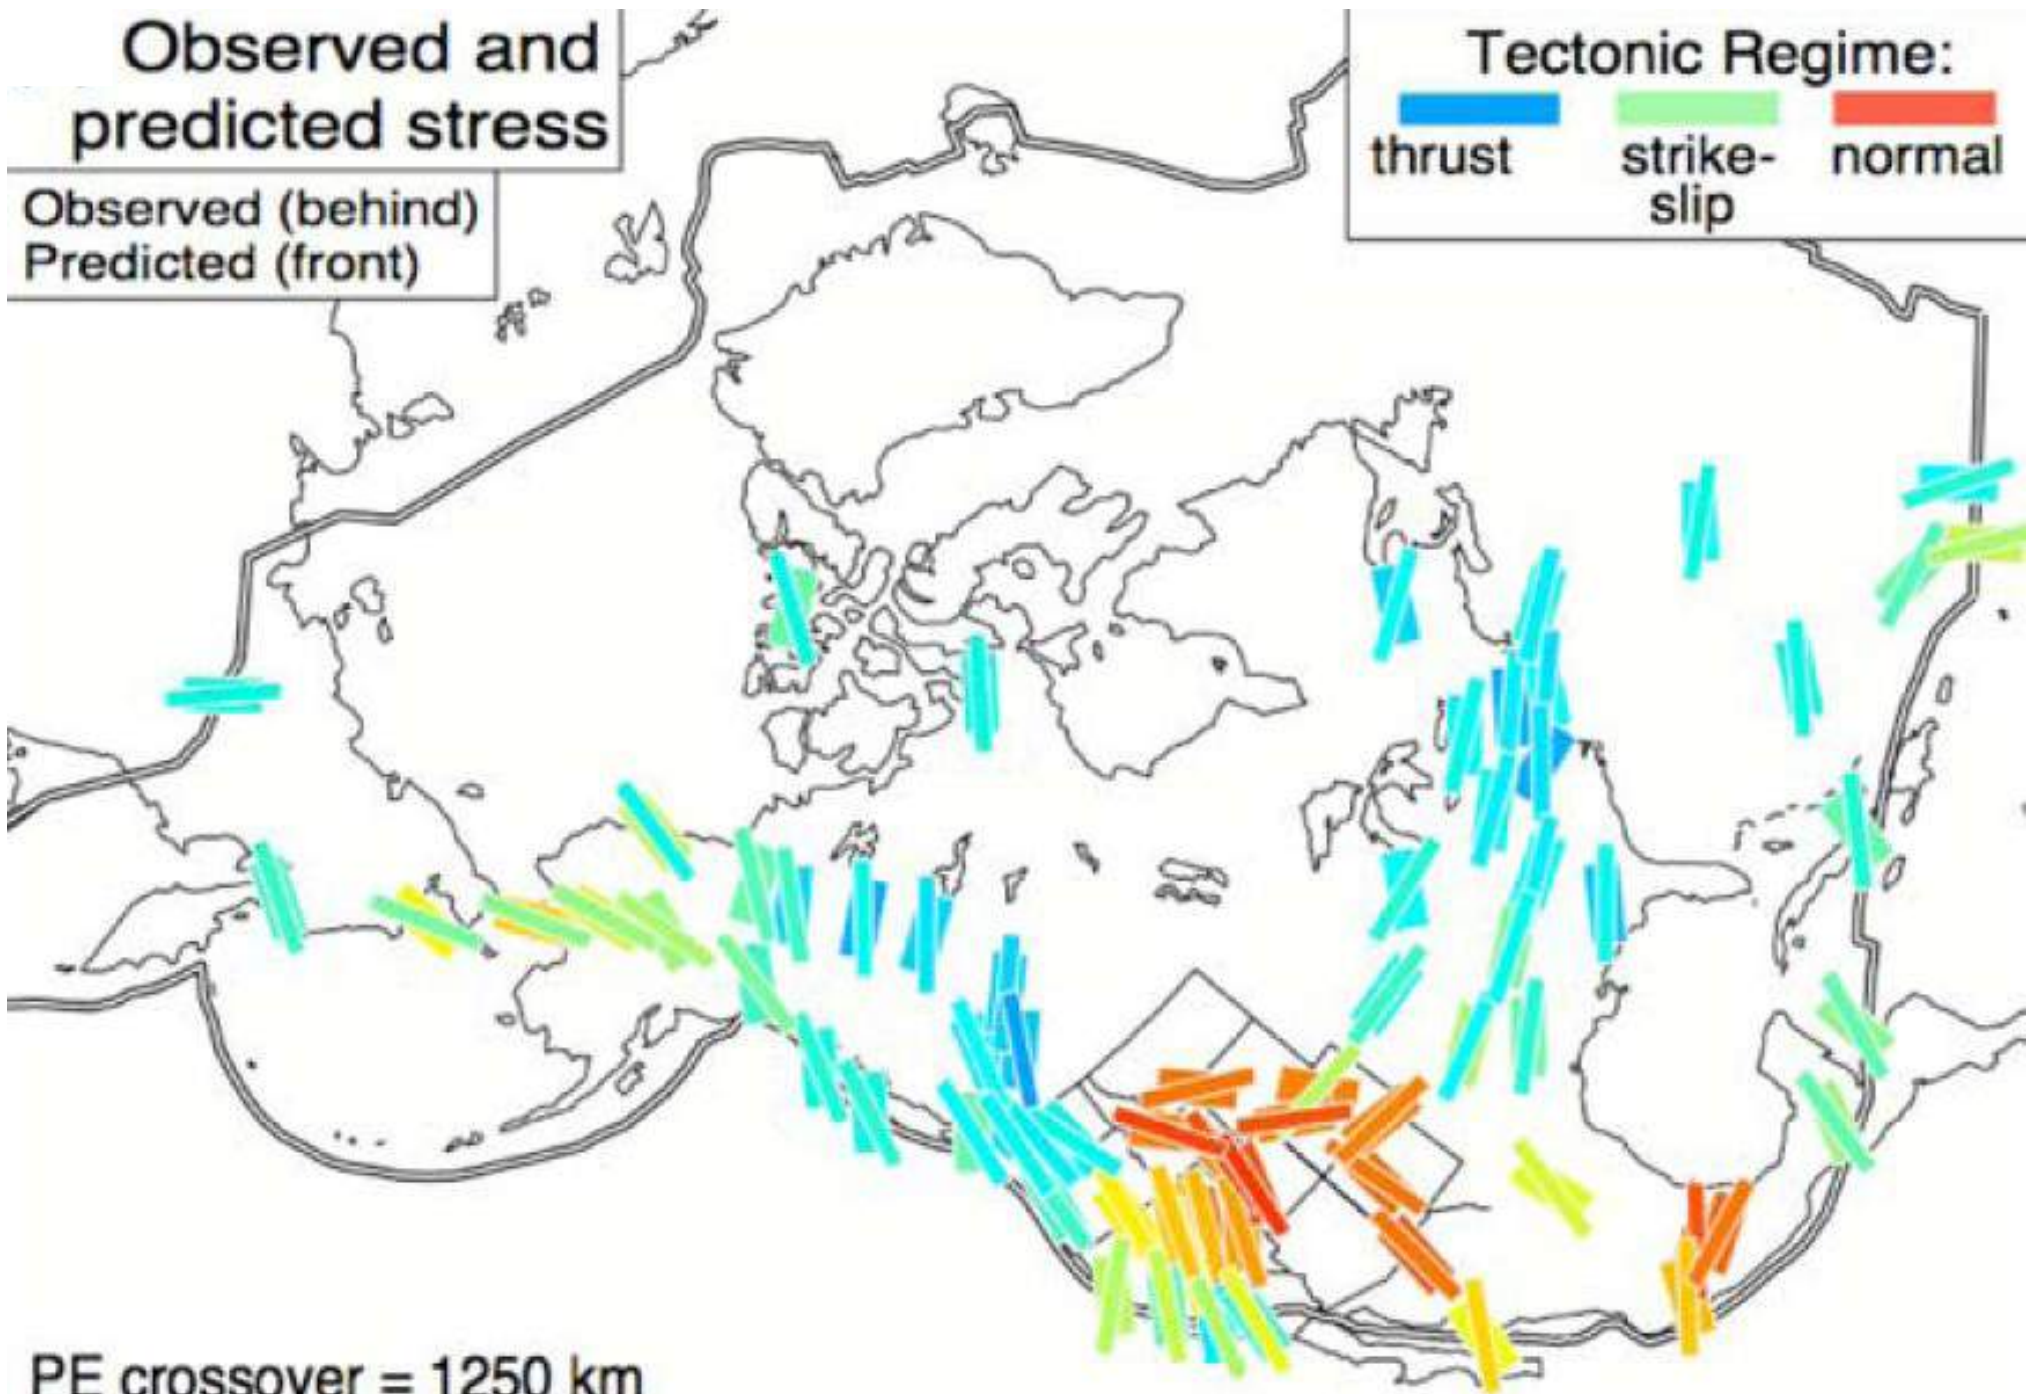 Observed and
predicted stress
Observed (behind)
Predicted (front)
Tectonic Regime:
thrust
strike-
slip
normal
PE crossover = 1250 km